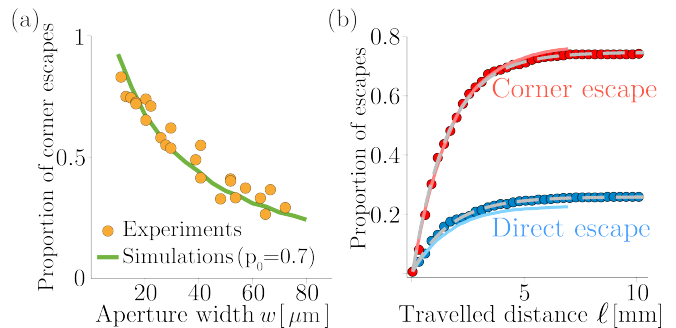 (a)
Proportion of corner escapes
1
0.5
0
20
40
60
80
Aperture width w [μm]
Experiments
Simulations (p₀=0.7)
(b)
Proportion of escapes
0.8
0.6
0.4
0.2
5
10
Travelled distance ℓ [mm]
Corner escape
Direct escape